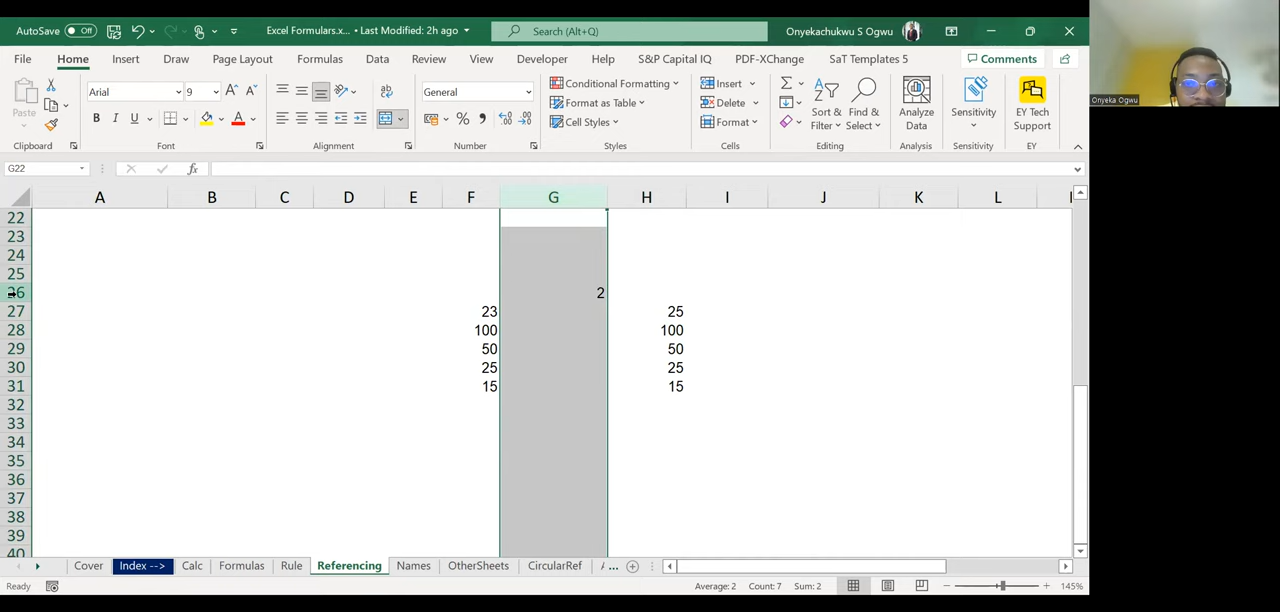 AutoSave Off Excel Formulars.x... • Last Modified: 2h ago Search (Alt+Q) Onyekachukwu S Ogwu
File Home Insert Draw Page Layout Formulas Data Review View Developer Help S&P Capital IQ PDF-XChange SaT Templates 5 Comments
Paste Arial 9 A A ab General Conditional Formatting Insert Sort & Find & Analyze Sensitivity EY Tech
B I U A % Format as Table Delete Filter Select Data Support
Cell Styles Format
Clipboard Font Alignment Number Styles Cells Editing Analysis Sensitivity EY
Onyeka Ogwu
G22 fx
A B C D E F G H I J K L
22
23
24
25
26 2
27 23 25
28 100 100
29 50 50
30 25 25
31 15 15
32
33
34
35
36
37
38
39
40
Cover Index --> Calc Formulas Rule Referencing Names OtherSheets CircularRef ...
Ready Average: 2 Count: 7 Sum: 2 145%